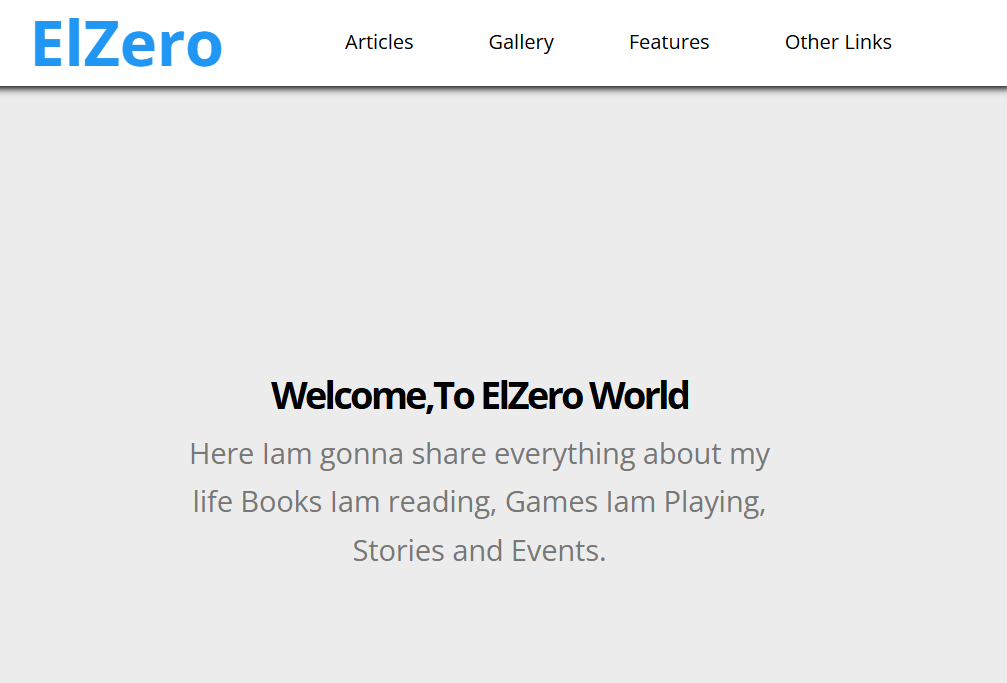 ElZero
Articles Gallery Features Other Links
Welcome,To ElZero World
Here Iam gonna share everything about my
life Books Iam reading, Games Iam Playing,
Stories and Events.